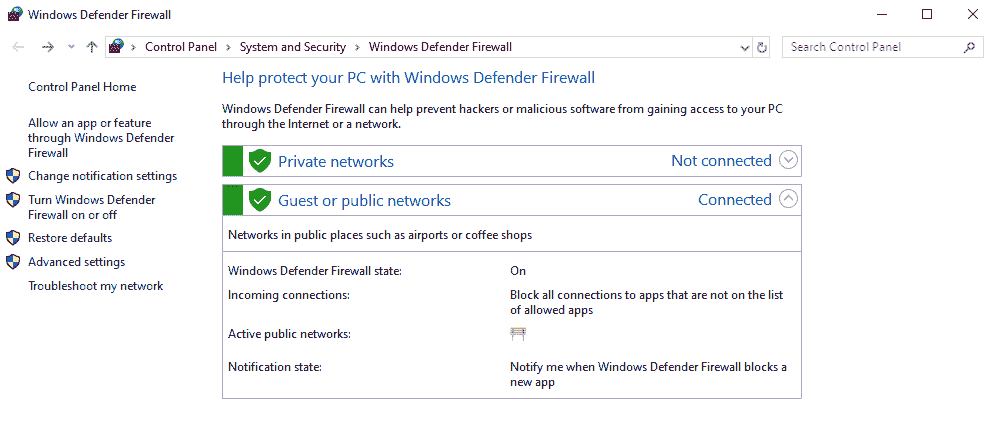 Windows Defender Firewall
Control Panel > System and Security > Windows Defender Firewall
Search Control Panel
Control Panel Home
Allow an app or feature
through Windows Defender
Firewall
Change notification settings
Turn Windows Defender
Firewall on or off
Restore defaults
Advanced settings
Troubleshoot my network
Help protect your PC with Windows Defender Firewall
Windows Defender Firewall can help prevent hackers or malicious software from gaining access to your PC
through the Internet or a network.
Private networks Not connected
Guest or public networks Connected
Networks in public places such as airports or coffee shops
Windows Defender Firewall state: On
Incoming connections: Block all connections to apps that are not on the list
of allowed apps
Active public networks:
Notification state: Notify me when Windows Defender Firewall blocks a
new app